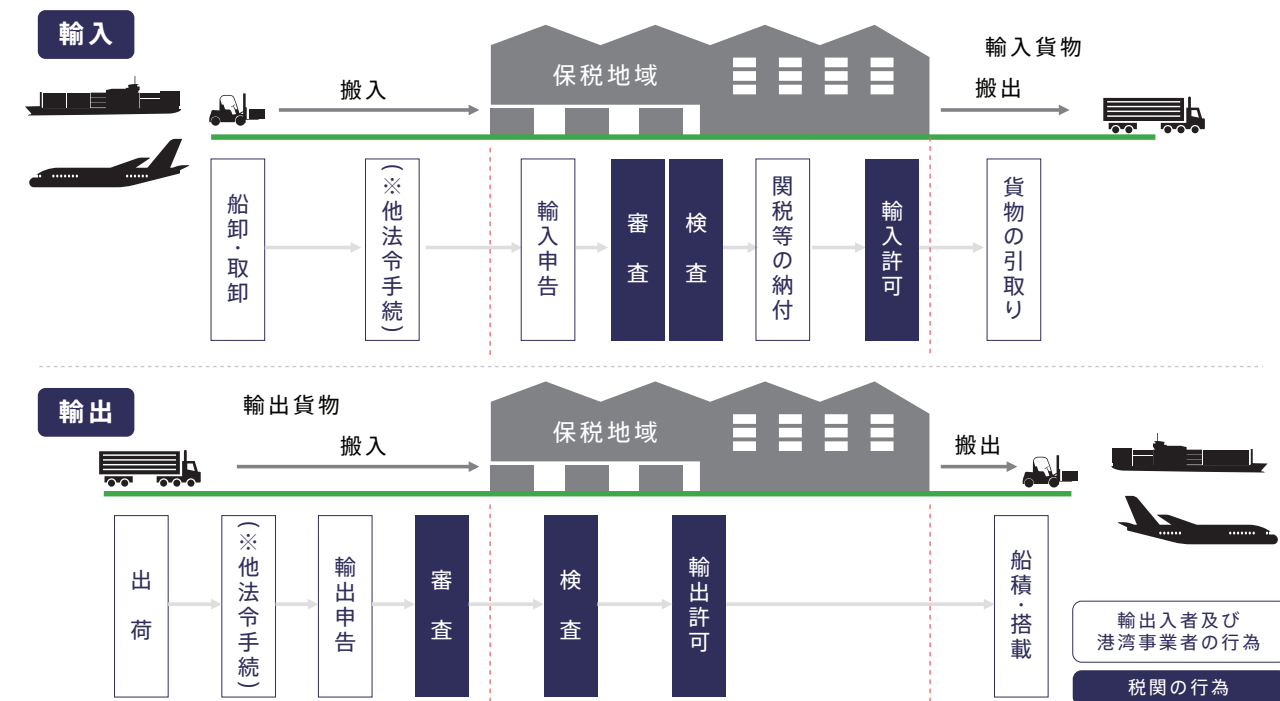 輸入
搬入
保税地域
輸入貨物
搬出
船卸・取卸
(※他法令手続)
輸入申告
審査
検査
関税等の納付
輸入許可
貨物の引取り
輸出
輸出貨物
搬入
保税地域
搬出
出荷
(※他法令手続)
輸出申告
審査
検査
輸出許可
船積・搭載
輸出入者及び
港湾事業者の行為
税関の行為